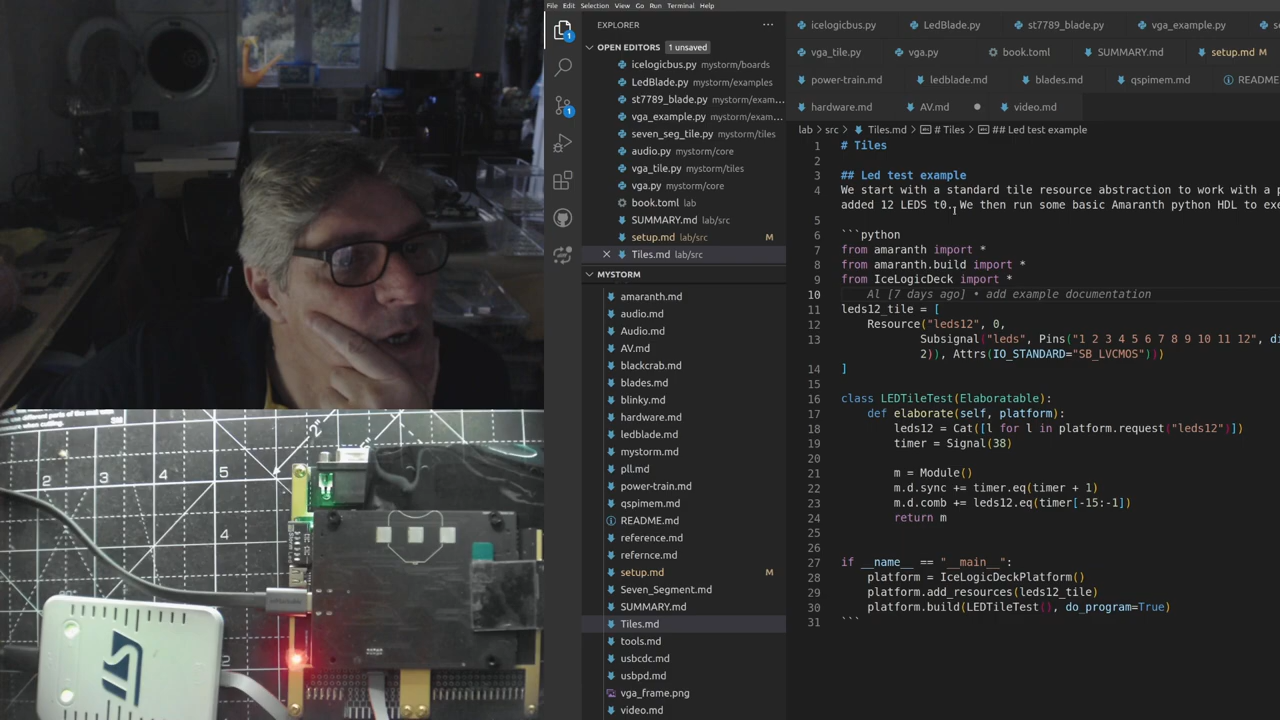 File Edit Selection View Go Run Terminal Help
EXPLORER
OPEN EDITORS 1 unsaved
icelogicbus.py mystorm/boards
LedBlade.py mystorm/examples
st7789_blade.py mystorm/exam...
vga_example.py mystorm/exam...
seven_seg_tile.py mystorm/tiles
audio.py mystorm/core
vga_tile.py mystorm/tiles
vga.py mystorm/core
book.toml lab
SUMMARY.md lab/src
setup.md lab/src M
Tiles.md lab/src
MYSTORM
amaranth.md
audio.md
Audio.md
AV.md
blackcrab.md
blades.md
blinky.md
hardware.md
ledblade.md
mystorm.md
pll.md
power-train.md
qspimem.md
README.md
reference.md
refernce.md
setup.md M
Seven_Segment.md
SUMMARY.md
Tiles.md
tools.md
usbcdc.md
usbpd.md
vga_frame.png
video.md
1
1
icelogicbus.py LedBlade.py st7789_blade.py vga_example.py
vga_tile.py vga.py book.toml SUMMARY.md setup.md M
power-train.md ledblade.md blades.md qspimem.md README
hardware.md AV.md video.md
lab > src > Tiles.md > # Tiles > ## Led test example
1 # Tiles
2
3 ## Led test example
4 We start with a standard tile resource abstraction to work with a p
added 12 LEDS t0. We then run some basic Amaranth python HDL to exe
5
6 ```python
7 from amaranth import *
8 from amaranth.build import *
9 from IceLogicDeck import *
10 Al [7 days ago] • add example documentation
11 leds12_tile = [
12 Resource("leds12", 0,
13 Subsignal("leds", Pins("1 2 3 4 5 6 7 8 9 10 11 12", di
2)), Attrs(IO_STANDARD="SB_LVCMOS")))
14 ]
15
16 class LEDTileTest(Elaboratable):
17 def elaborate(self, platform):
18 leds12 = Cat([l for l in platform.request("leds12")])
19 timer = Signal(38)
20
21 m = Module()
22 m.d.sync += timer.eq(timer + 1)
23 m.d.comb += leds12.eq(timer[-15:-1])
24 return m
25
26
27 if __name__ == "__main__":
28 platform = IceLogicDeckPlatform()
29 platform.add_resources(leds12_tile)
30 platform.build(LEDTileTest(), do_program=True)
31 ```
2 3 4 5
2"